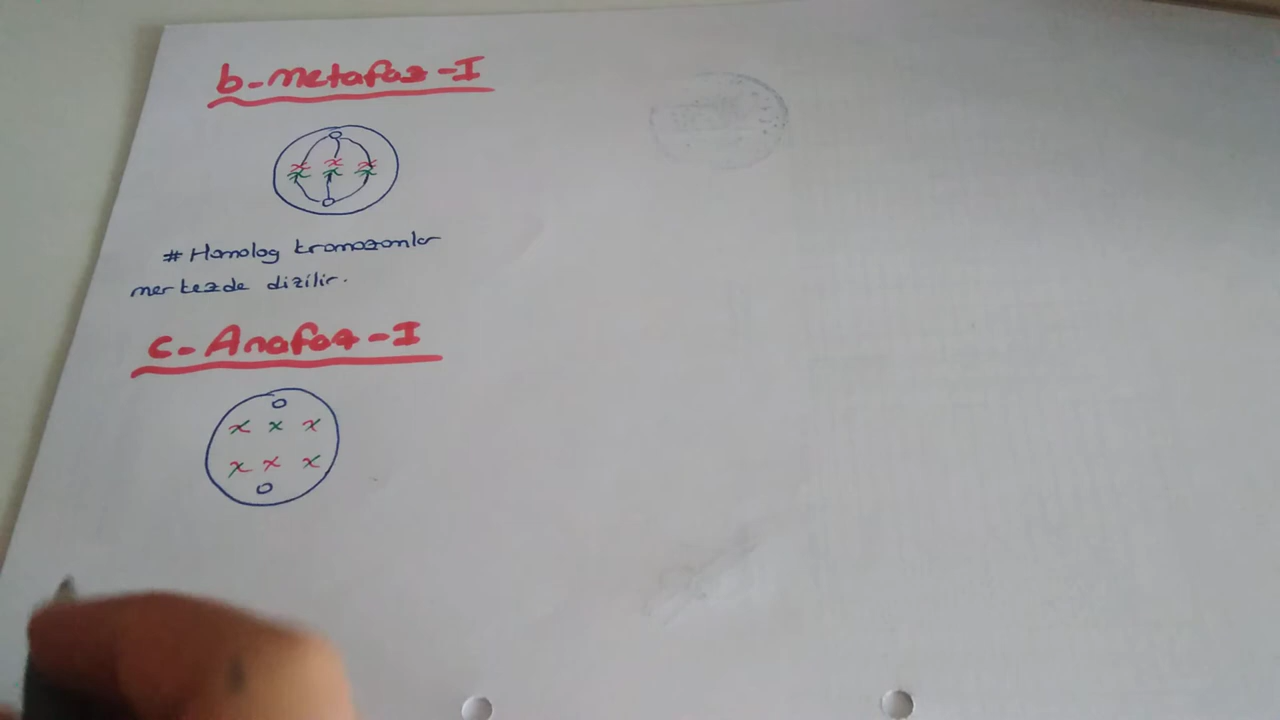 b-Metafaz-I
# Homolog kromozomlar
merkezde dizilir.
c-Anafaz-I